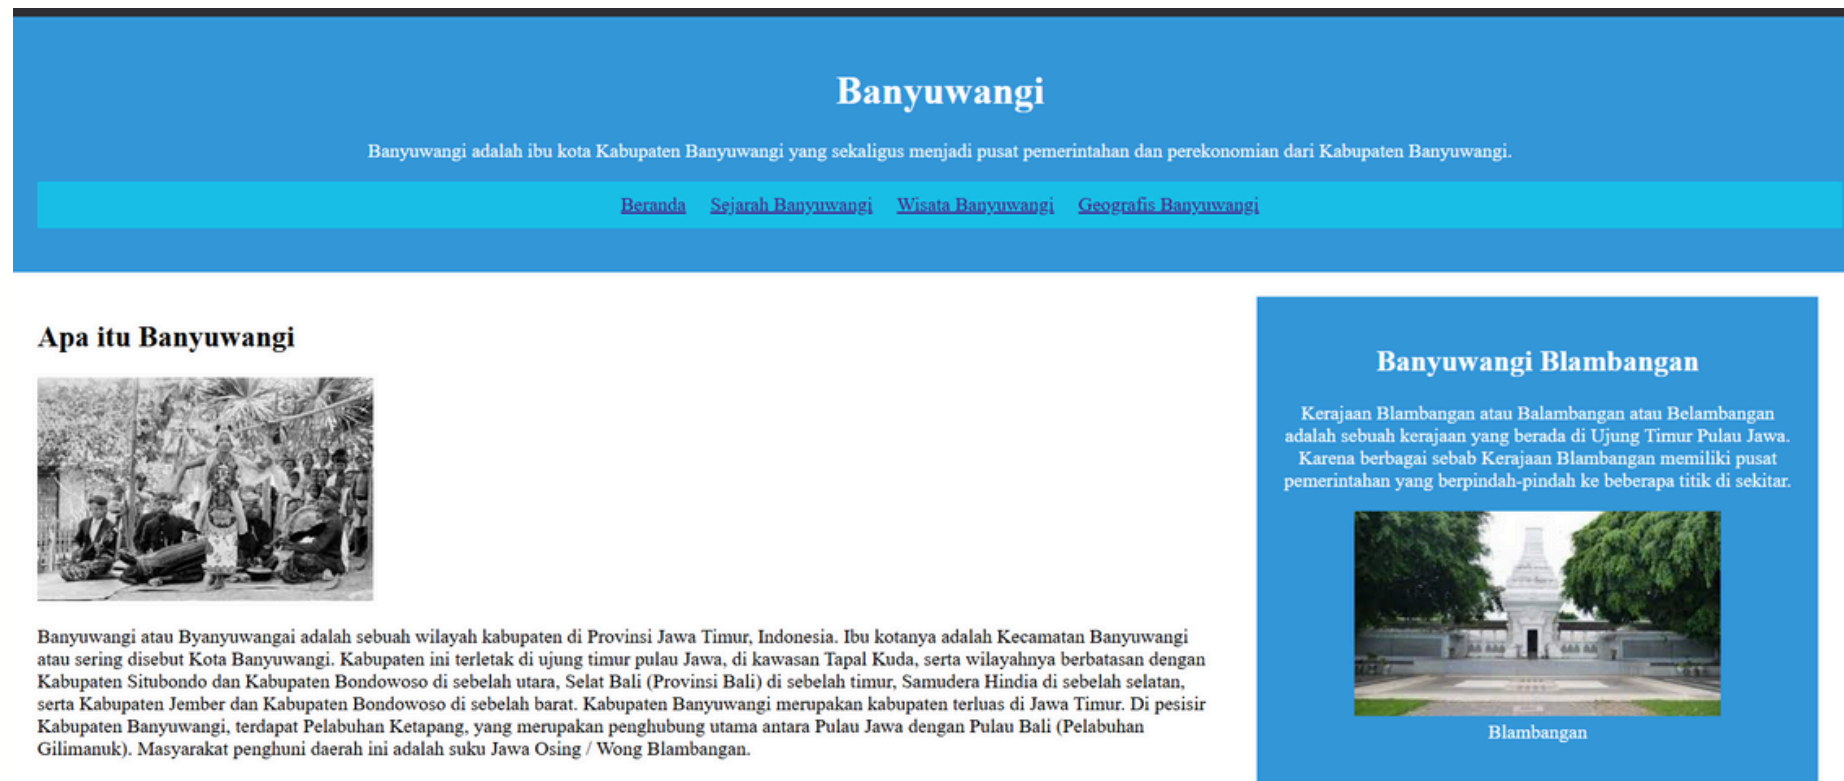 Banyuwangi
Banyuwangi adalah ibu kota Kabupaten Banyuwangi yang sekaligus menjadi pusat pemerintahan dan perekonomian dari Kabupaten Banyuwangi.
Beranda Sejarah Banyuwangi Wisata Banyuwangi Geografis Banyuwangi
Apa itu Banyuwangi
Banyuwangi atau Byanyuwangai adalah sebuah wilayah kabupaten di Provinsi Jawa Timur, Indonesia. Ibu kotanya adalah Kecamatan Banyuwangi
atau sering disebut Kota Banyuwangi. Kabupaten ini terletak di ujung timur pulau Jawa, di kawasan Tapal Kuda, serta wilayahnya berbatasan dengan
Kabupaten Situbondo dan Kabupaten Bondowoso di sebelah utara, Selat Bali (Provinsi Bali) di sebelah timur, Samudera Hindia di sebelah selatan,
serta Kabupaten Jember dan Kabupaten Bondowoso di sebelah barat. Kabupaten Banyuwangi merupakan kabupaten terluas di Jawa Timur. Di pesisir
Kabupaten Banyuwangi, terdapat Pelabuhan Ketapang, yang merupakan penghubung utama antara Pulau Jawa dengan Pulau Bali (Pelabuhan
Gilimanuk). Masyarakat penghuni daerah ini adalah suku Jawa Osing / Wong Blambangan.
Banyuwangi Blambangan
Kerajaan Blambangan atau Balambangan atau Belambangan
adalah sebuah kerajaan yang berada di Ujung Timur Pulau Jawa.
Karena berbagai sebab Kerajaan Blambangan memiliki pusat
pemerintahan yang berpindah-pindah ke beberapa titik di sekitar.
Blambangan